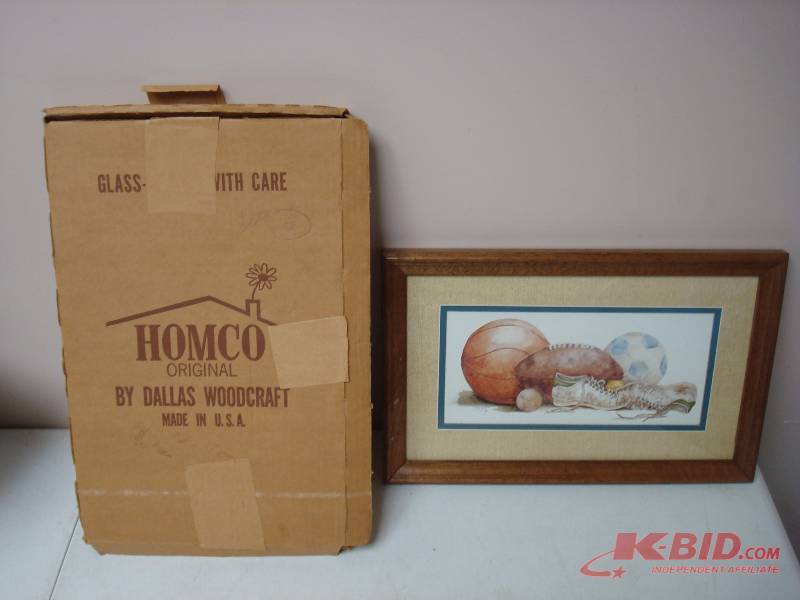 GLASS- WITH CARE
HOMCO
ORIGINAL
BY DALLAS WOODCRAFT
MADE IN U.S.A.
K-BID.COM
INDEPENDENT AFFILIATE